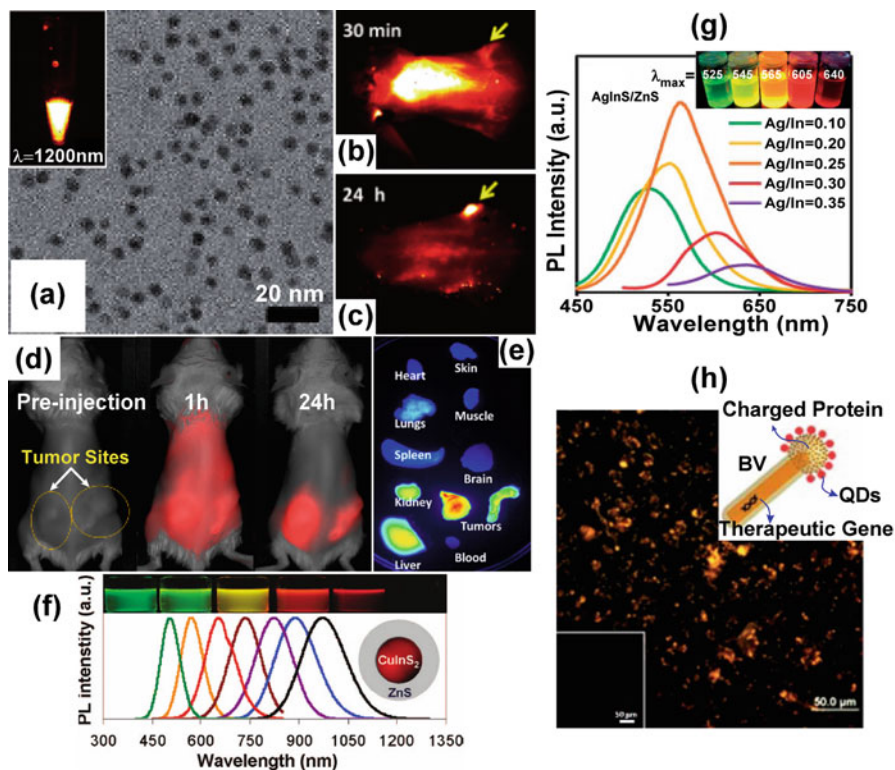 (a)
λ=1200nm
20 nm
30 min
(b)
24 h
(c)
(d)
Pre-injection 1h 24h
Tumor Sites
(e)
Heart Skin
Lungs Muscle
Spleen Brain
Kidney Tumors
Liver Blood
(f)
PL intenstity (a.u.)
CuInS2
ZnS
300 450 600 750 900 1050 1200 1350
Wavelength (nm)
(g)
λmax= 525 545 565 605 640
AgInS/ZnS
Ag/In=0.10
Ag/In=0.20
Ag/In=0.25
Ag/In=0.30
Ag/In=0.35
PL Intensity (a.u.)
450 550 650 750
Wavelength (nm)
(h)
Charged Protein
BV
QDs
Therapeutic Gene
50 µm
50.0 µm